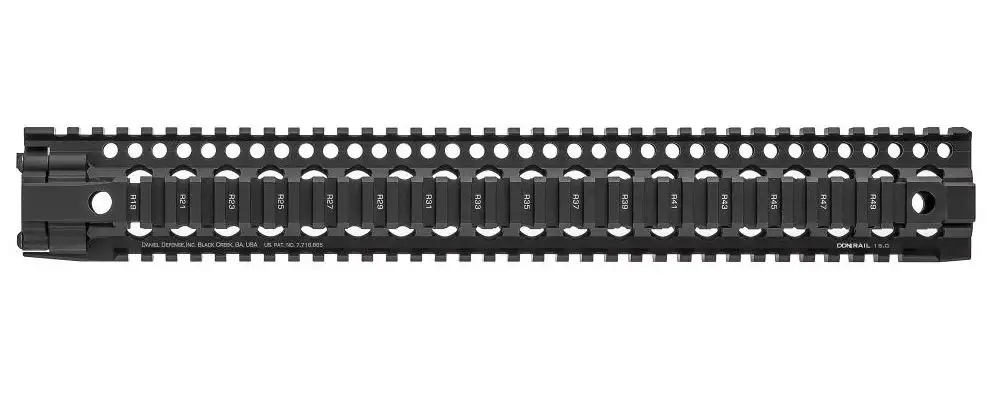 R19 R21 R23 R25 R27 R29 R31 R33 R35 R37 R39 R41 R43 R45 R47 R49
DANIEL DEFENSE, INC. BLACK CREEK, GA, USA US. PAT. NO. 7,716,865 DDM4RAIL 15.0